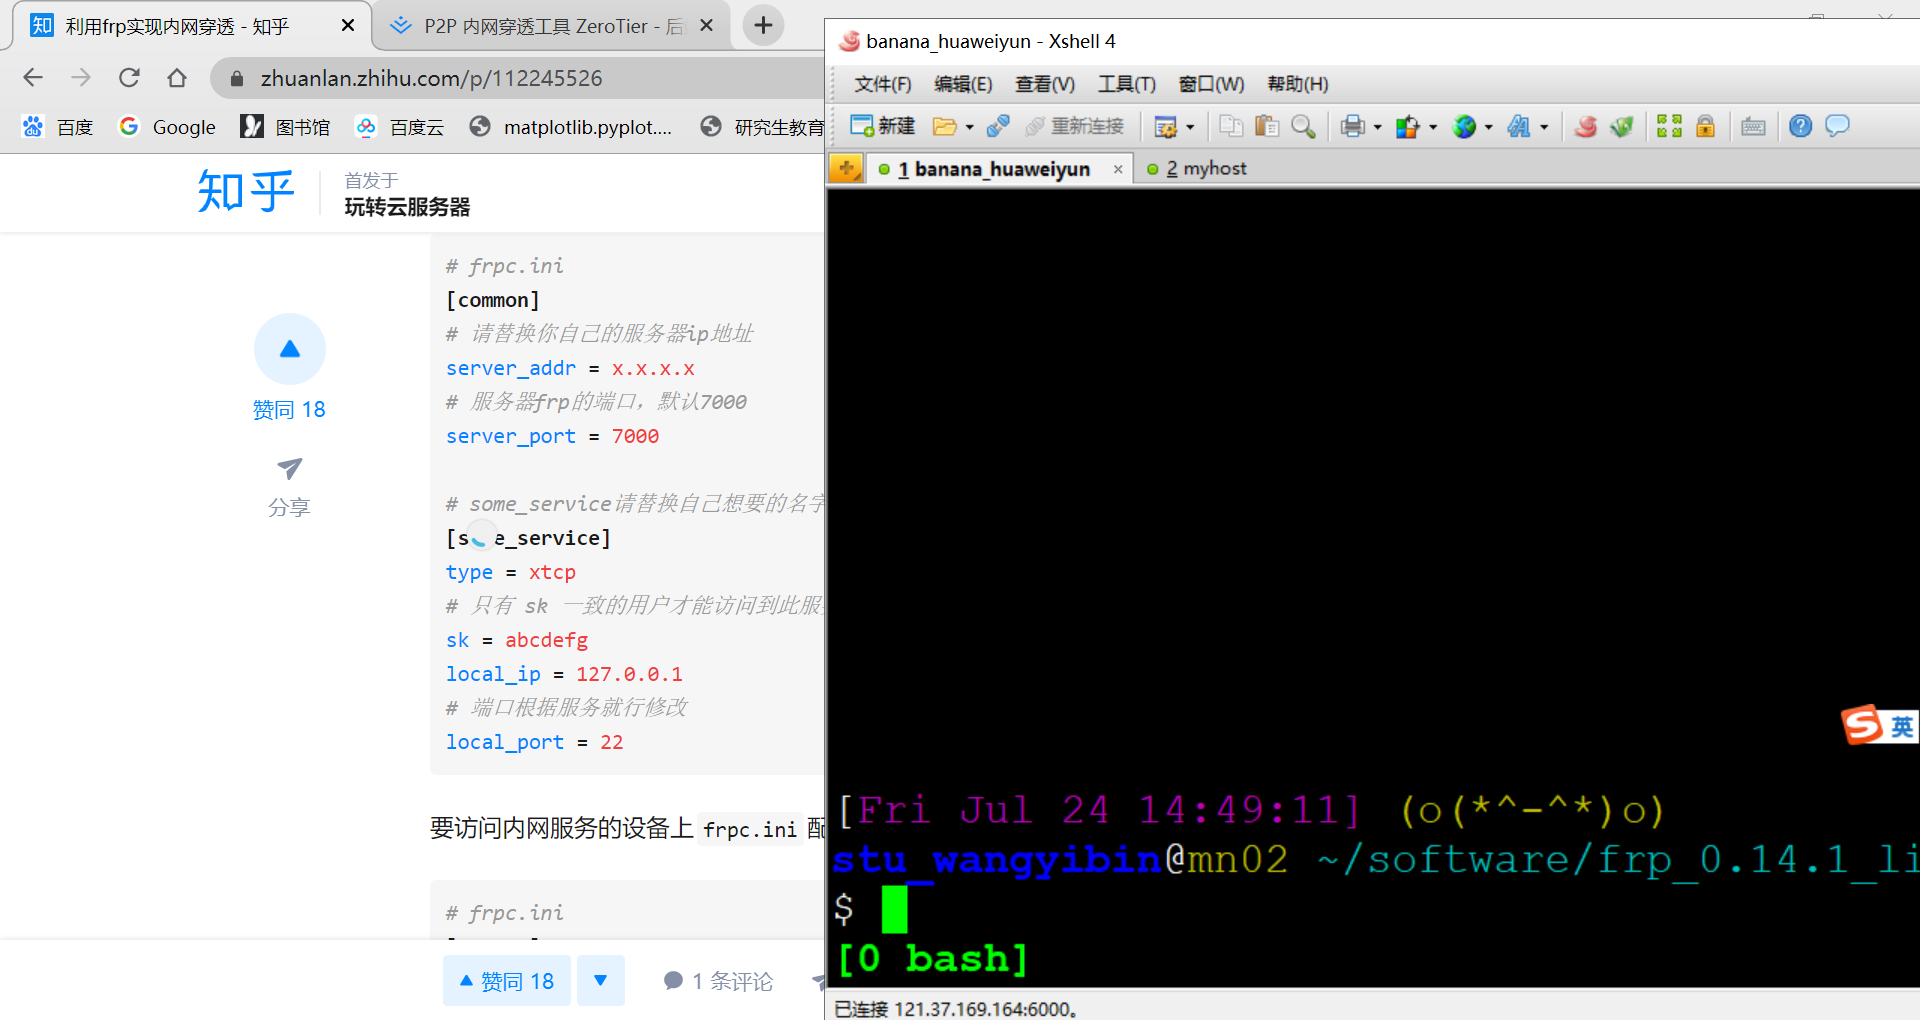 知 利用frp实现内网穿透 - 知乎
P2P 内网穿透工具 ZeroTier - 后
zhuanlan.zhihu.com/p/112245526
百度
Google
图书馆
百度云
matplotlib.pyplot....
研究生教育
知乎
首发于
玩转云服务器
赞同 18
分享
# frpc.ini
[common]
# 请替换你自己的服务器ip地址
server_addr = x.x.x.x
# 服务器frp的端口，默认7000
server_port = 7000
# some_service请替换自己想要的名字
[s e_service]
type = xtcp
# 只有 sk 一致的用户才能访问到此服
sk = abcdefg
local_ip = 127.0.0.1
# 端口根据服务就行修改
local_port = 22
要访问内网服务的设备上 frpc.ini 配
# frpc.ini
赞同 18
1 条评论
banana_huaweiyun - Xshell 4
文件(F) 编辑(E) 查看(V) 工具(T) 窗口(W) 帮助(H)
新建
重新连接
1 banana_huaweiyun
2 myhost
英
[Fri Jul 24 14:49:11] (o(*^-^*)o)
stu_wangyibin@mn02 ~/software/frp_0.14.1_li
$
[0 bash]
已连接 121.37.169.164:6000。